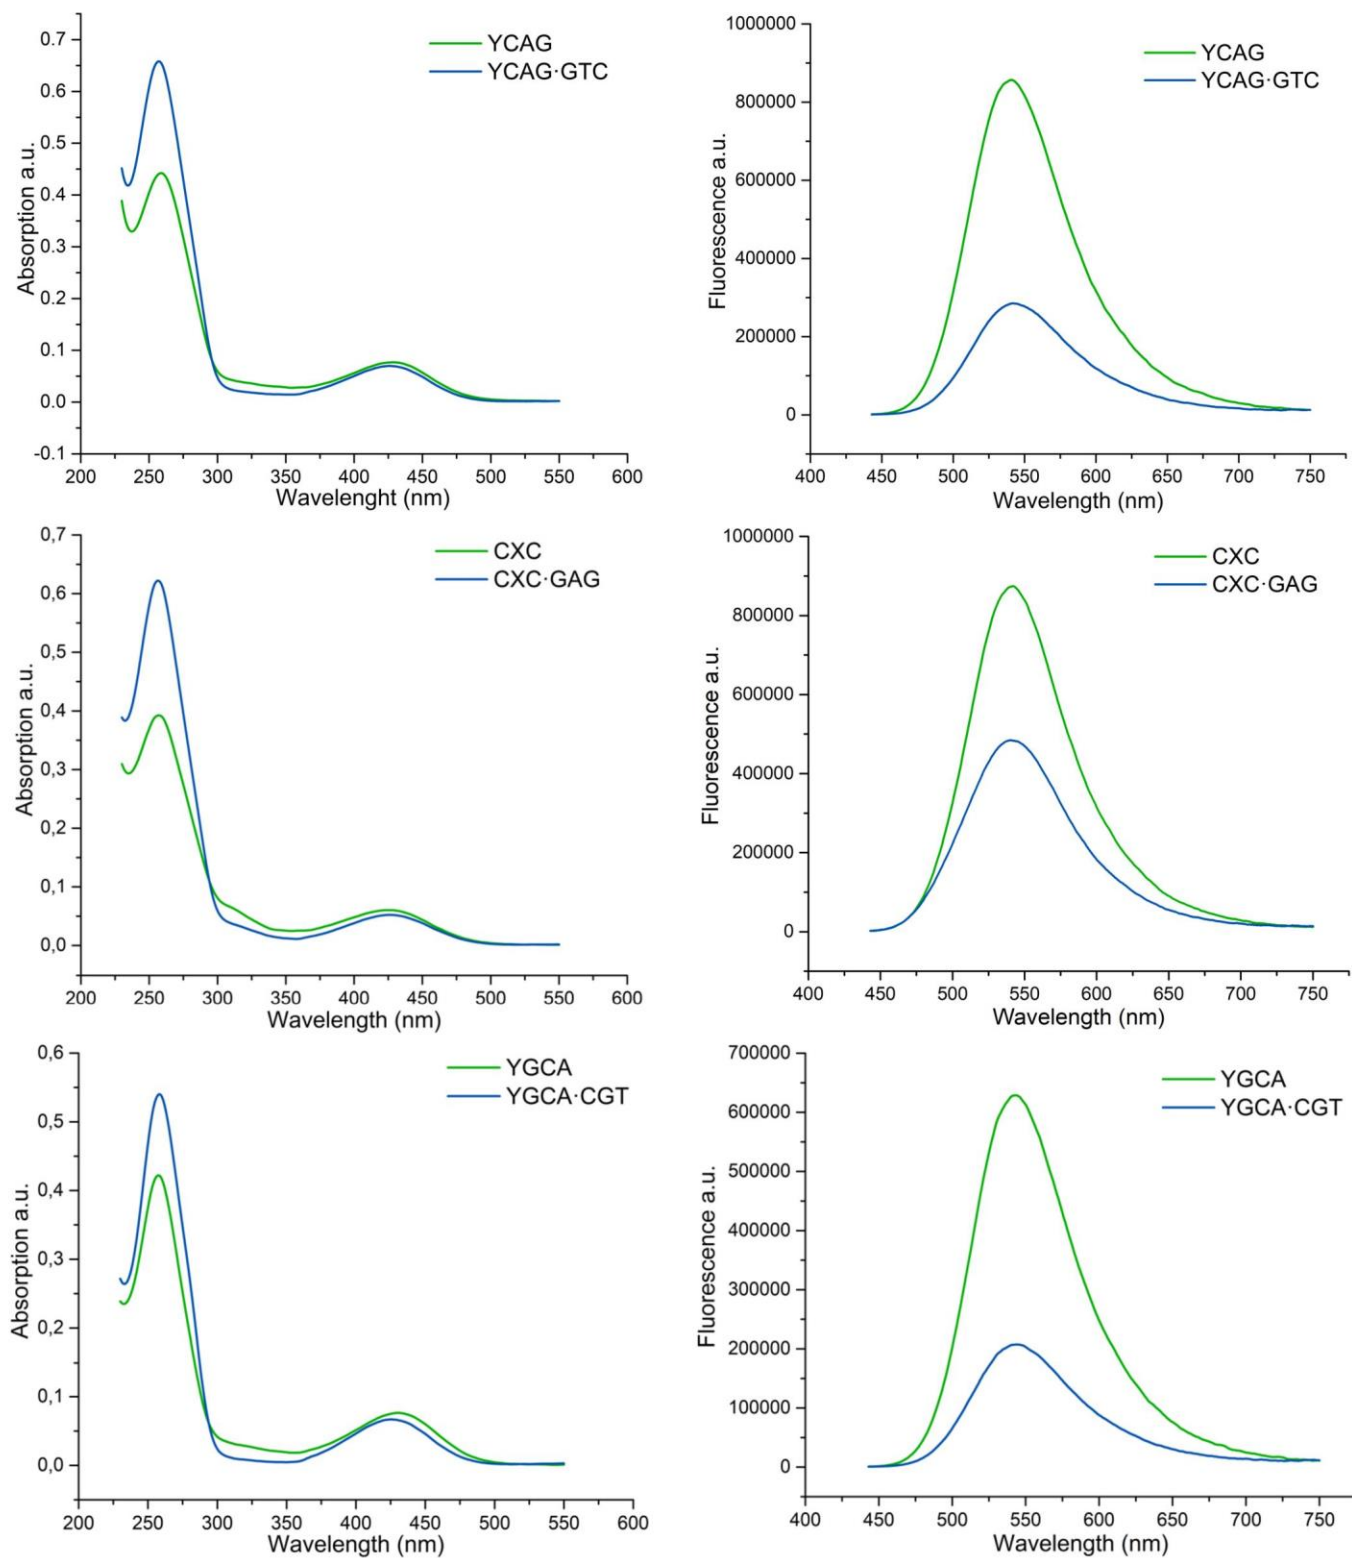 YCAG
YCAG·GTC
0.7
0.6
0.5
0.4
0.3
0.2
0.1
0.0
-0.1
Absorption a.u.
200 250 300 350 400 450 500 550 600
Wavelenght (nm)
YCAG
YCAG·GTC
1000000
800000
600000
400000
200000
0
Fluorescence a.u.
400 450 500 550 600 650 700 750
Wavelength (nm)
CXC
CXC·GAG
0,7
0,6
0,5
0,4
0,3
0,2
0,1
0,0
Absorption a.u.
200 250 300 350 400 450 500 550 600
Wavelength (nm)
CXC
CXC·GAG
1000000
800000
600000
400000
200000
0
Fluorescence a.u.
400 450 500 550 600 650 700 750
Wavelength (nm)
YGCA
YGCA·CGT
0,6
0,5
0,4
0,3
0,2
0,1
0,0
Absorption a.u.
200 250 300 350 400 450 500 550 600
Wavelength (nm)
YGCA
YGCA·CGT
700000
600000
500000
400000
300000
200000
100000
0
Fluorescence a.u.
400 450 500 550 600 650 700 750
Wavelength (nm)